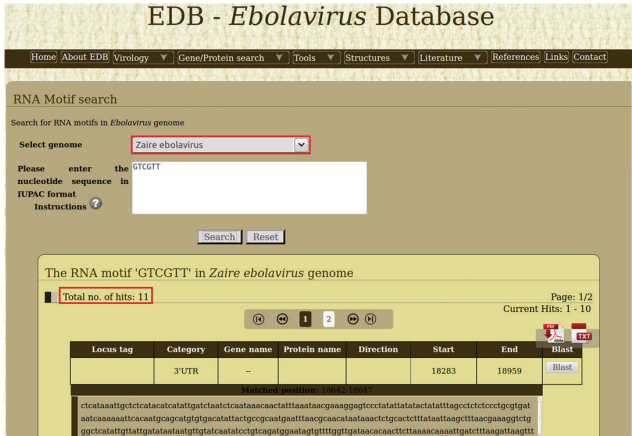 EDB - Ebolavirus Database
Home About EDB Virology Gene/Protein search Tools Structures Literature References Links Contact
RNA Motif search
Search for RNA motifs in Ebolavirus genome
Select genome Zaire ebolavirus
Please enter the GTCGTT
nucleotide sequence in
IUPAC format
Instructions ?
Search Reset
The RNA motif 'GTCGTT' in Zaire ebolavirus genome
Total no. of hits: 11 Page: 1/2
Current Hits: 1 - 10
1 2
PDF TXT
Locus tag Category Gene name Protein name Direction Start End Blast
3'UTR -- 18283 18959 Blast
Matched position: 18642-18647